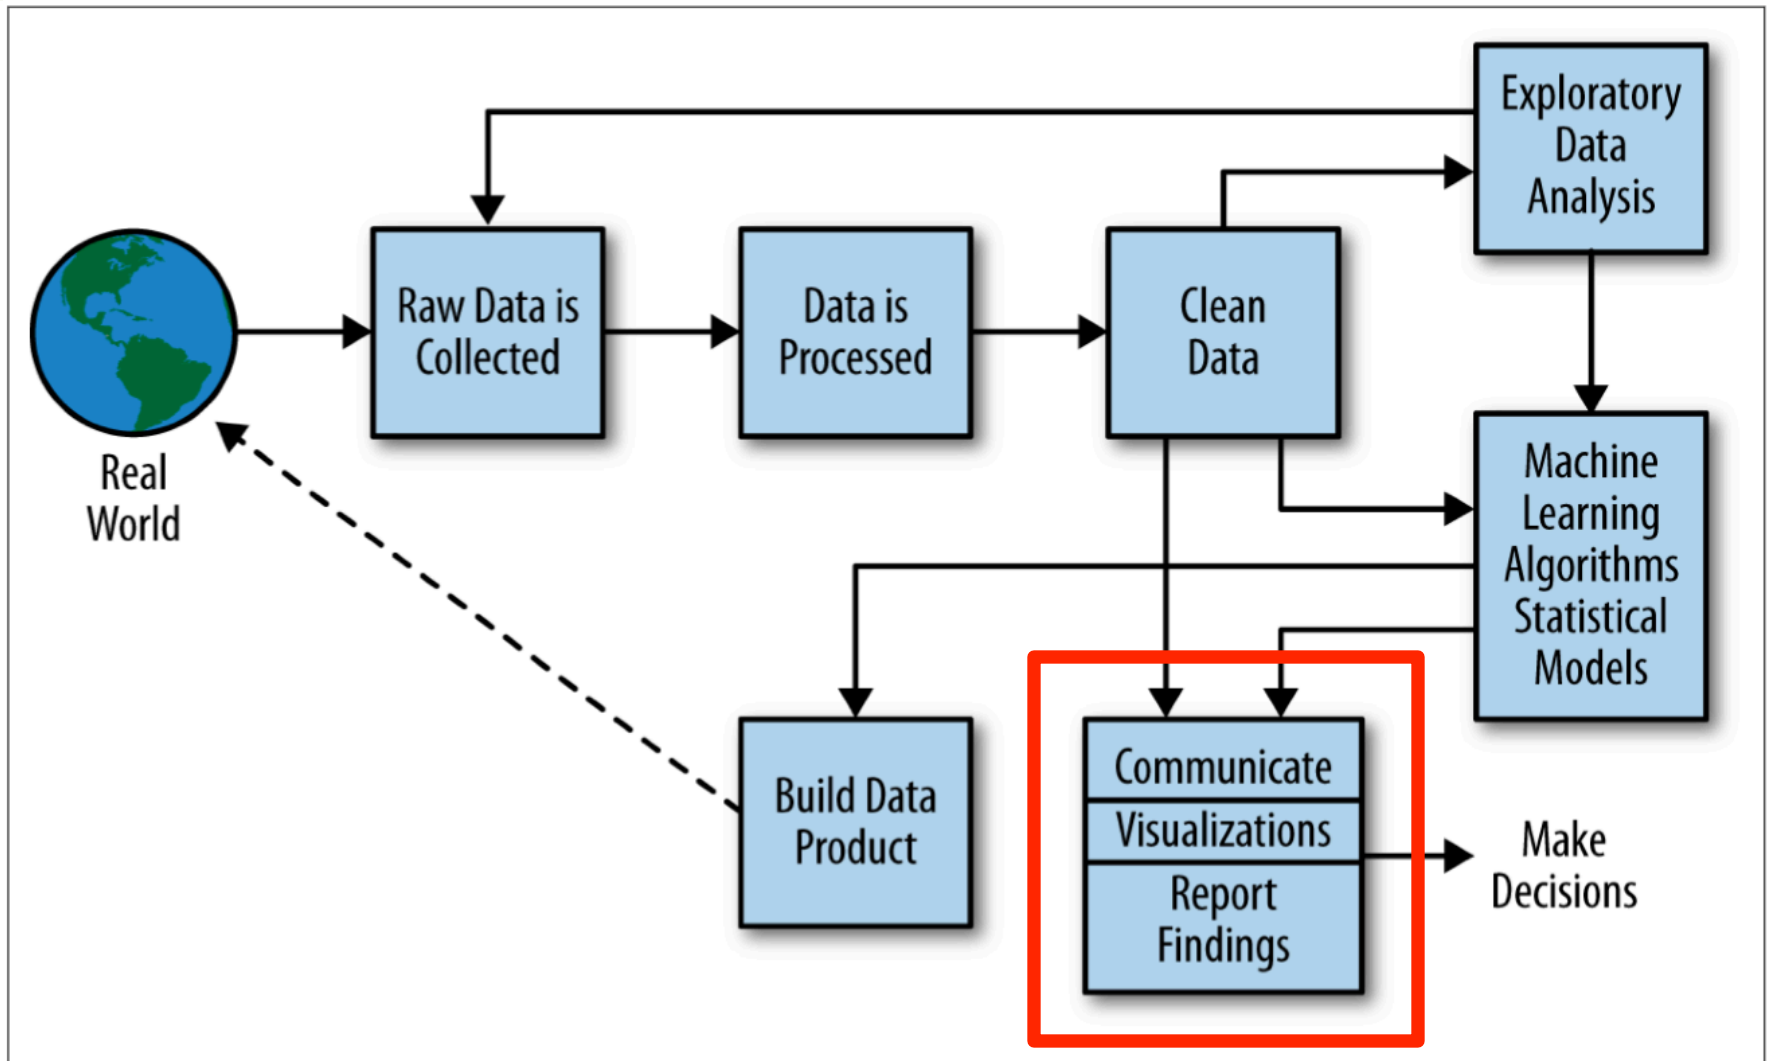 Exploratory
Data
Analysis
Raw Data is
Collected
Data is
Processed
Clean
Data
Real
World
Machine
Learning
Algorithms
Statistical
Models
Build Data
Product
Communicate
Visualizations
Report
Findings
Make
Decisions